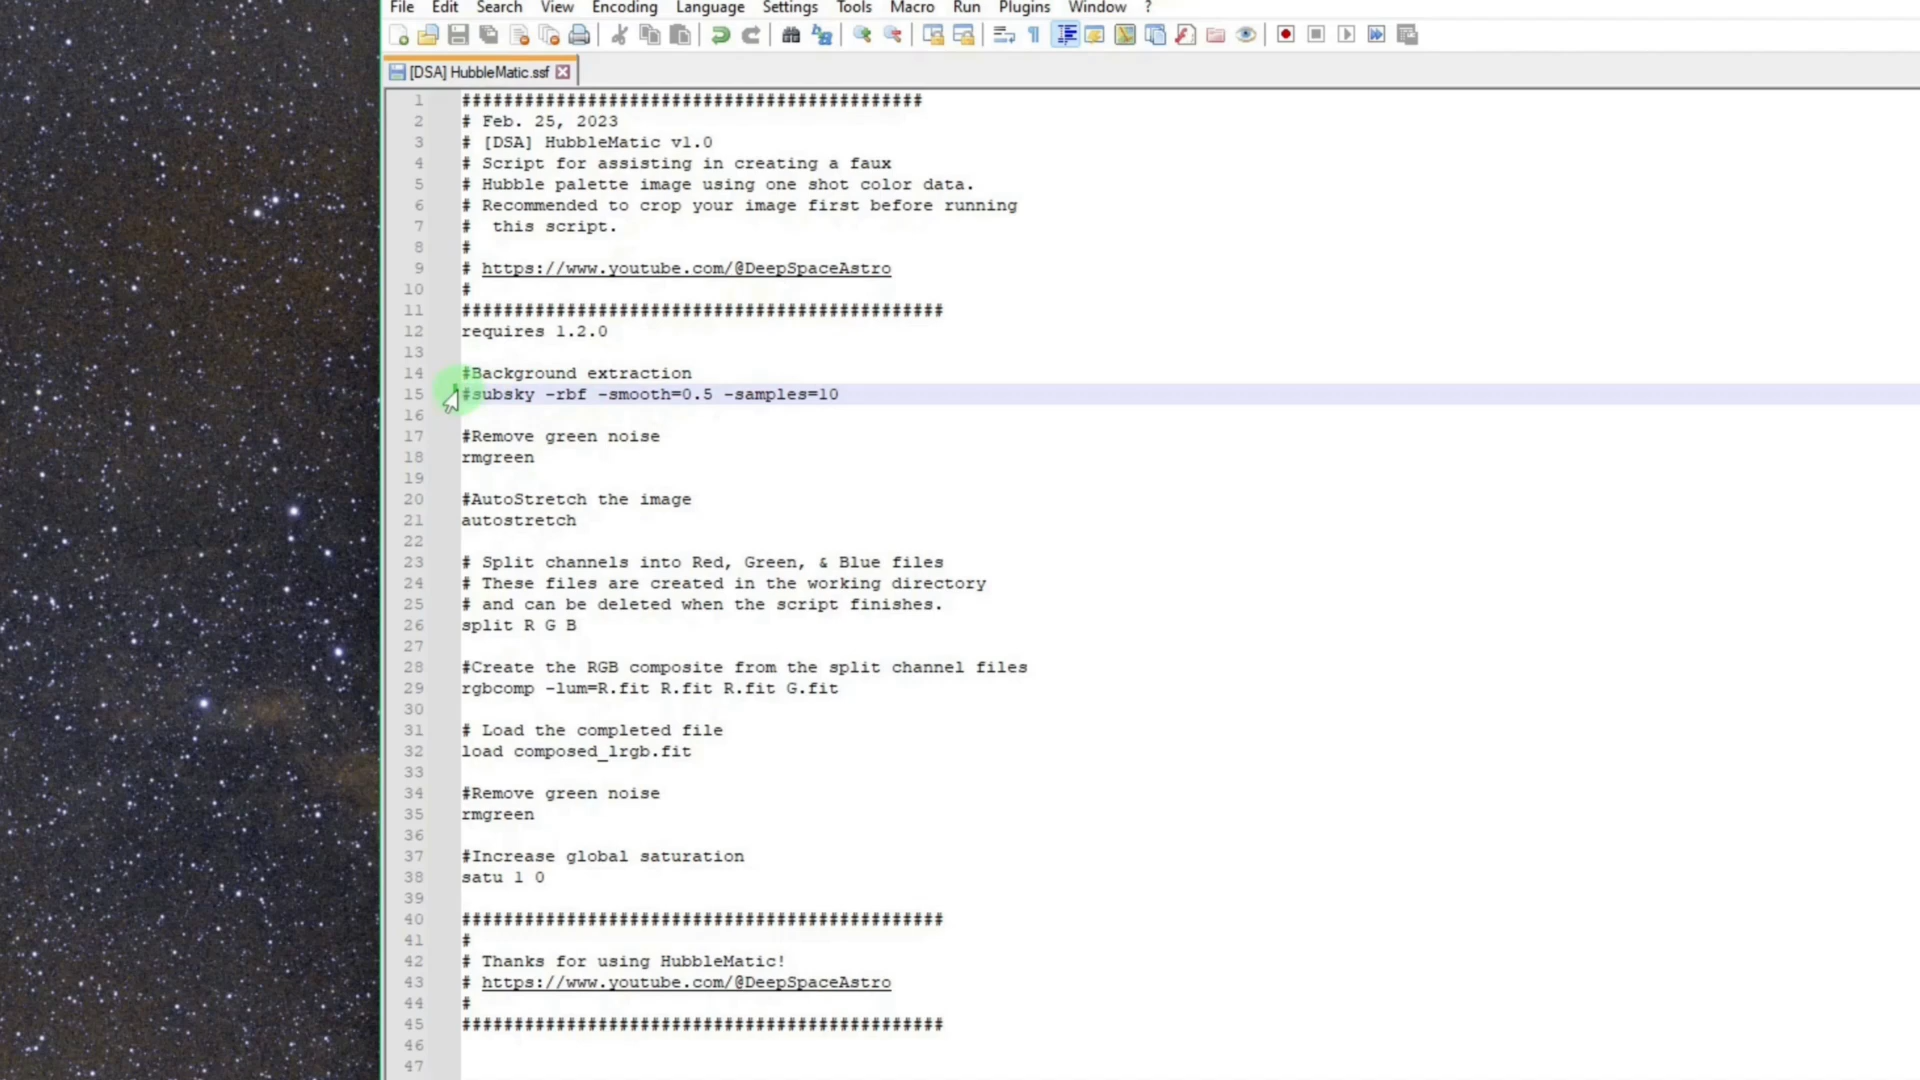 File Edit Search View Encoding Language Settings Tools Macro Run Plugins Window ?
[DSA] HubbleMatic.ssf
1 ############################################
2 # Feb. 25, 2023
3 # [DSA] HubbleMatic v1.0
4 # Script for assisting in creating a faux
5 # Hubble palette image using one shot color data.
6 # Recommended to crop your image first before running
7 #  this script.
8 #
9 # https://www.youtube.com/@DeepSpaceAstro
10 #
11 ##############################################
12 requires 1.2.0
13
14 #Background extraction
15 #subsky -rbf -smooth=0.5 -samples=10
16
17 #Remove green noise
18 rmgreen
19
20 #AutoStretch the image
21 autostretch
22
23 # Split channels into Red, Green, & Blue files
24 # These files are created in the working directory
25 # and can be deleted when the script finishes.
26 split R G B
27
28 #Create the RGB composite from the split channel files
29 rgbcomp -lum=R.fit R.fit R.fit G.fit
30
31 # Load the completed file
32 load composed_lrgb.fit
33
34 #Remove green noise
35 rmgreen
36
37 #Increase global saturation
38 satu 1 0
39
40 ##############################################
41 #
42 # Thanks for using HubbleMatic!
43 # https://www.youtube.com/@DeepSpaceAstro
44 #
45 ##############################################
46
47